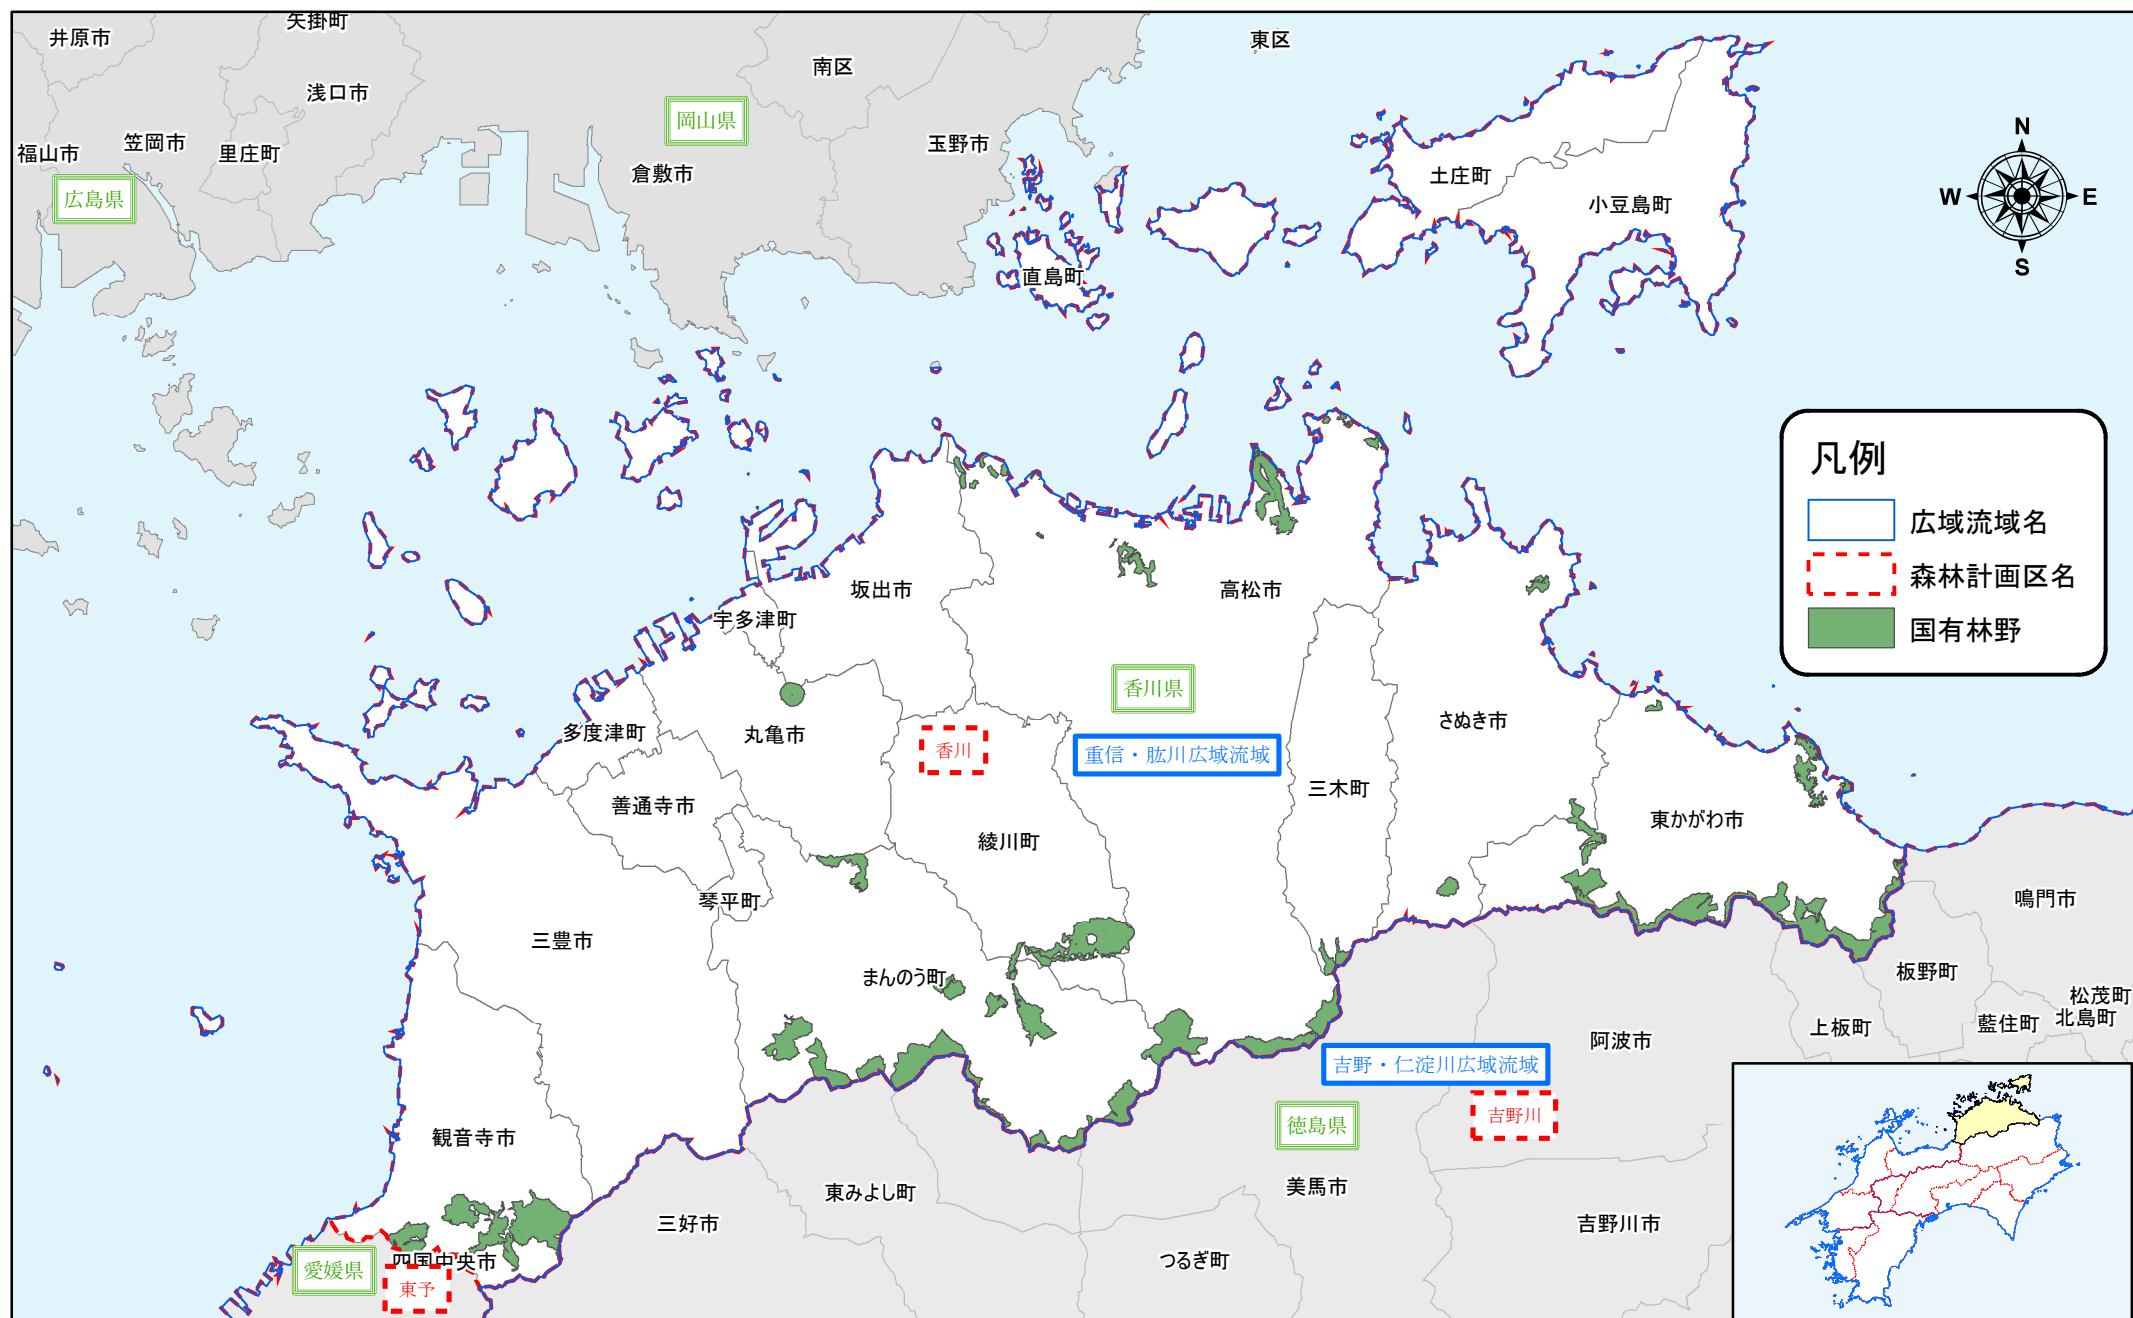 矢掛町
井原市
東区
南区
浅口市
岡山県
笠岡市
玉野市
福山市
里庄町
倉敷市
土庄町
広島県
小豆島町
N
W
E
S
直島町
凡例
広域流域名
森林計画区名
国有林野
坂出市
高松市
宇多津町
香川県
さぬき市
多度津町
丸亀市
香川
重信・肱川広域流域
三木町
善通寺市
東かがわ市
綾川町
琴平町
鳴門市
三豊市
まんのう町
板野町
松茂町
北島町
藍住町
上板町
阿波市
吉野・仁淀川広域流域
吉野川
徳島県
観音寺市
美馬市
東みよし町
三好市
吉野川市
つるぎ町
四国中央市
愛媛県
東予